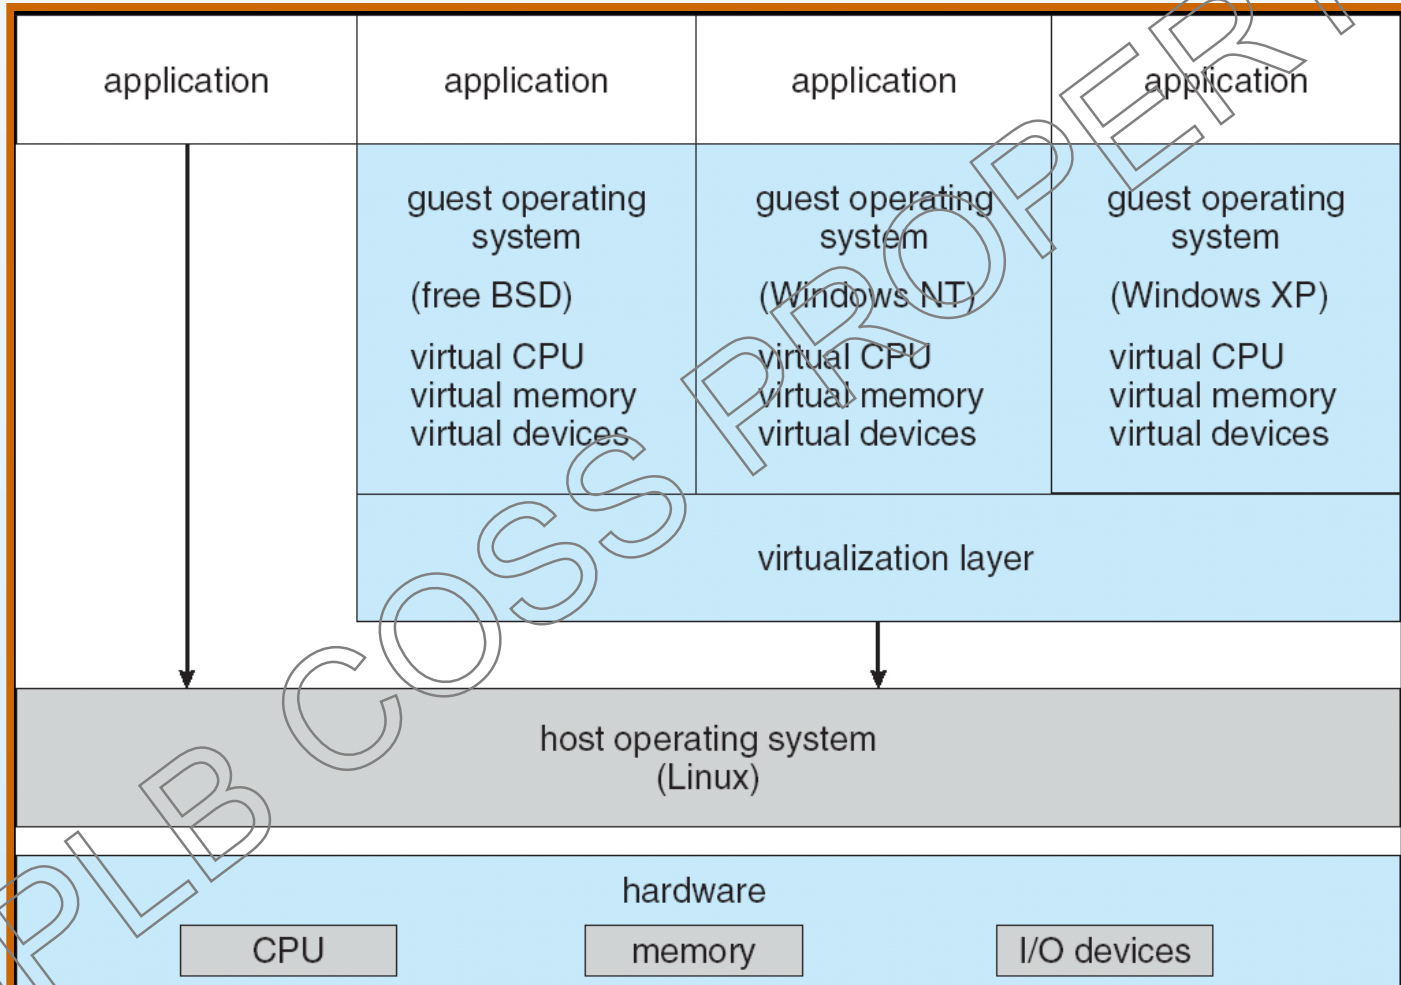 application
application
application
application
guest operating
system
(free BSD)
virtual CPU
virtual memory
virtual devices
guest operating
system
(Windows NT)
virtual CPU
virtual memory
virtual devices
guest operating
system
(Windows XP)
virtual CPU
virtual memory
virtual devices
virtualization layer
host operating system
(Linux)
hardware
CPU
memory
I/O devices
PLB COSS PROPERT